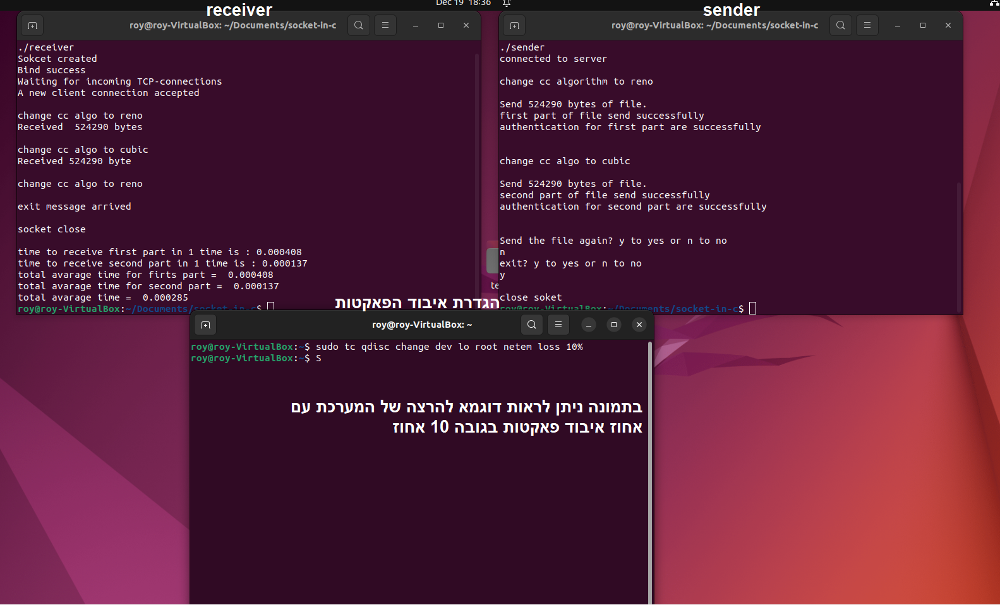 Dec 19 18:36
receiver
roy@roy-VirtualBox: ~/Documents/socket-in-c
./receiver
Sokcet created
Bind success
Waiting for incoming TCP-connections
A new client connection accepted
change cc algo to reno
Received  524290 bytes
change cc algo to cubic
Received 524290 byte
change cc algo to reno
exit message arrived
socket close
time to receive first part in 1 time is : 0.000408
time to receive second part in 1 time is : 0.000137
total avarage time for firts part =  0.000408
total avarage time for second part =  0.000137
total avarage time =  0.000285
roy@roy-VirtualBox:~/Documents/socket-in-c$
sender
roy@roy-VirtualBox: ~/Documents/socket-in-c
./sender
connected to server
change cc algorithm to reno
Send 524290 bytes of file.
first part of file send successfully
authentication for first part are successfully
change cc algo to cubic
Send 524290 bytes of file.
second part of file send successfully
authentication for second part are successfully
Send the file again? y to yes or n to no
n
exit? y to yes or n to no
y
close soket
roy@roy-VirtualBox:~/Documents/socket-in-c$
te
הגדרת איבוד הפאקטות
roy@roy-VirtualBox: ~
roy@roy-VirtualBox:~$ sudo tc qdisc change dev lo root netem loss 10%
roy@roy-VirtualBox:~$ S
בתמונה ניתן לראות דוגמא להרצה של המערכת עם
אחוז איבוד פאקטות בגובה 10 אחוז